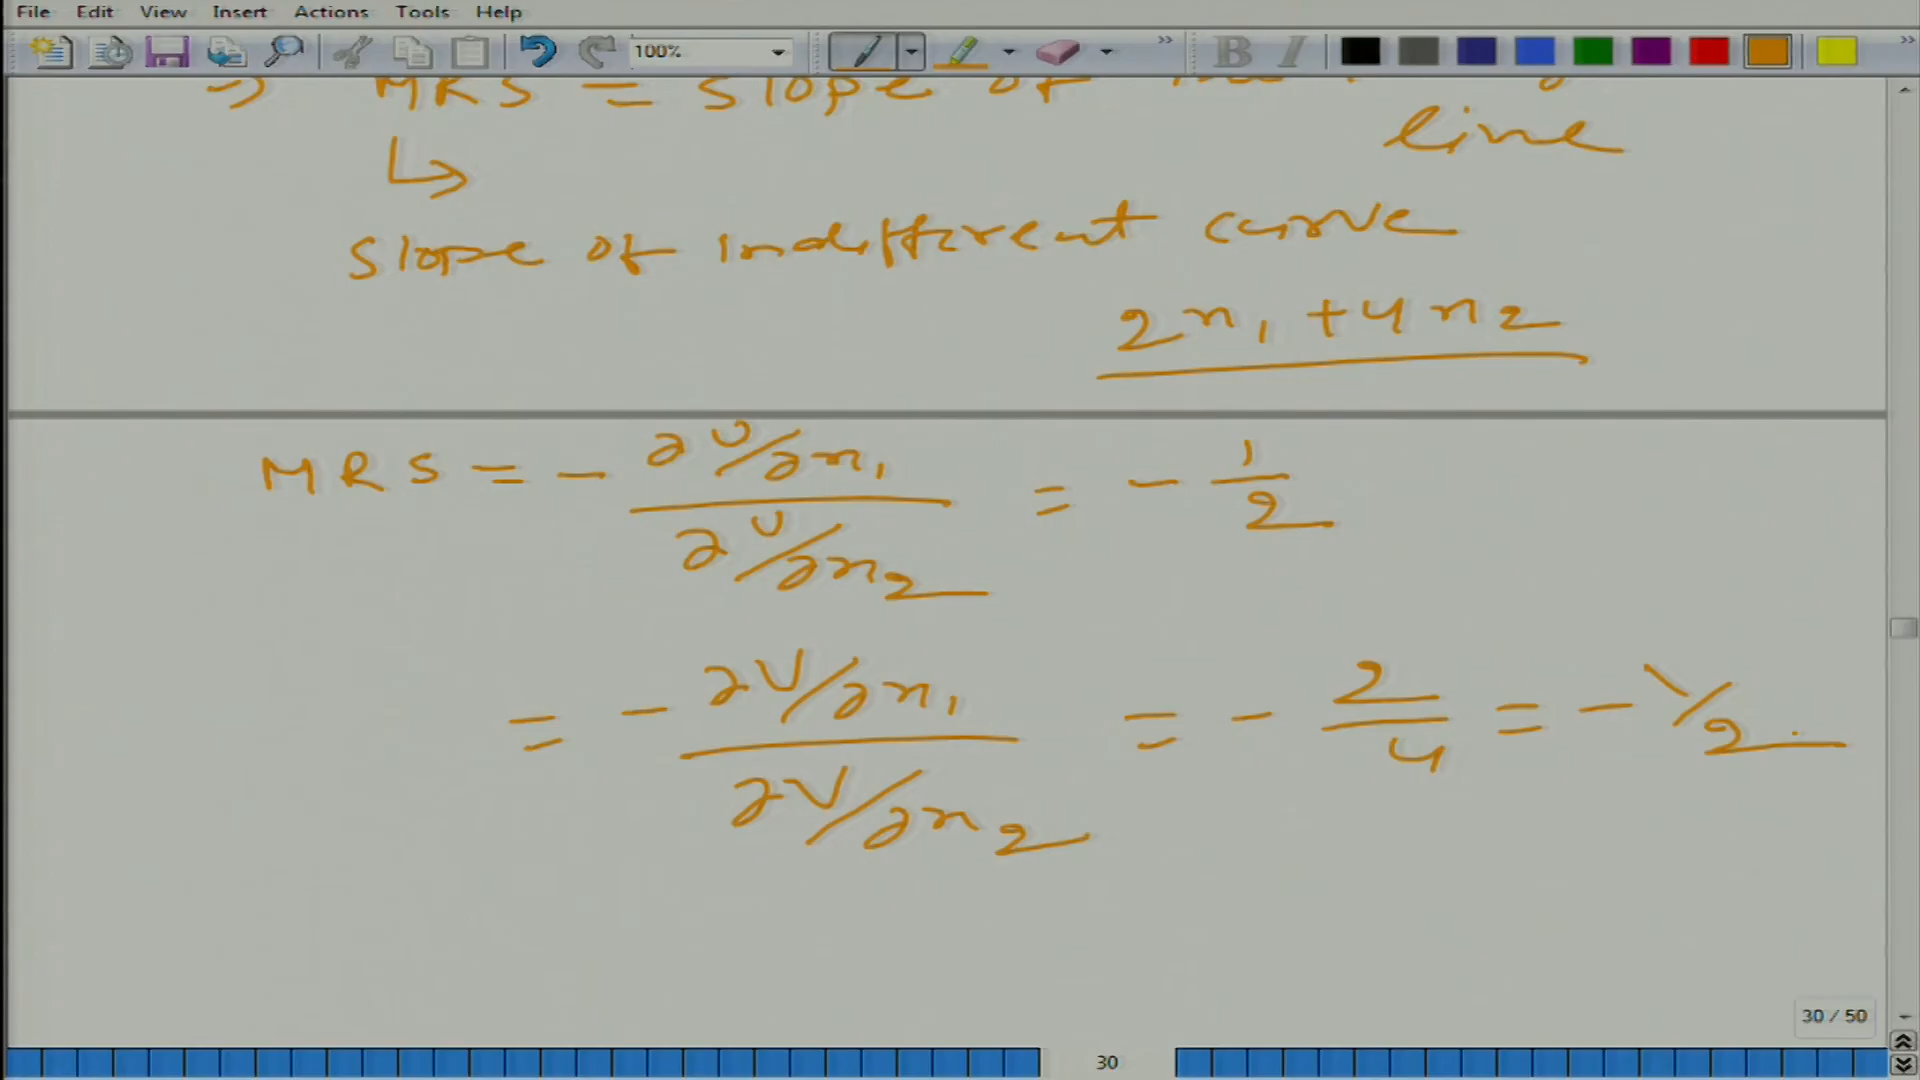 File Edit View Insert Actions Tools Help
100%
B I
⇒ MRS = slope of
line
↳
slope of indifferent curve
2x₁ + 4x₂
MRS = - ∂U/∂x₁ / ∂U/∂x₂ = - 1/2
= - ∂V/∂x₁ / ∂V/∂x₂ = - 2/4 = - 1/2
30 / 50
30